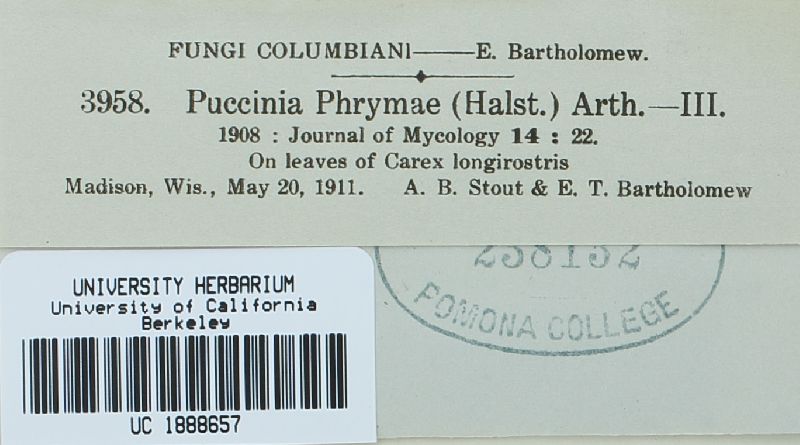 FUNGI COLUMBIANI——E. Bartholomew.
3958. Puccinia Phrymae (Halst.) Arth.—III.
1908 : Journal of Mycology 14 : 22.
On leaves of Carex longirostris
Madison, Wis., May 20, 1911. A. B. Stout & E. T. Bartholomew
238132
POMONA COLLEGE
UNIVERSITY HERBARIUM
University of California
Berkeley
UC 1888657